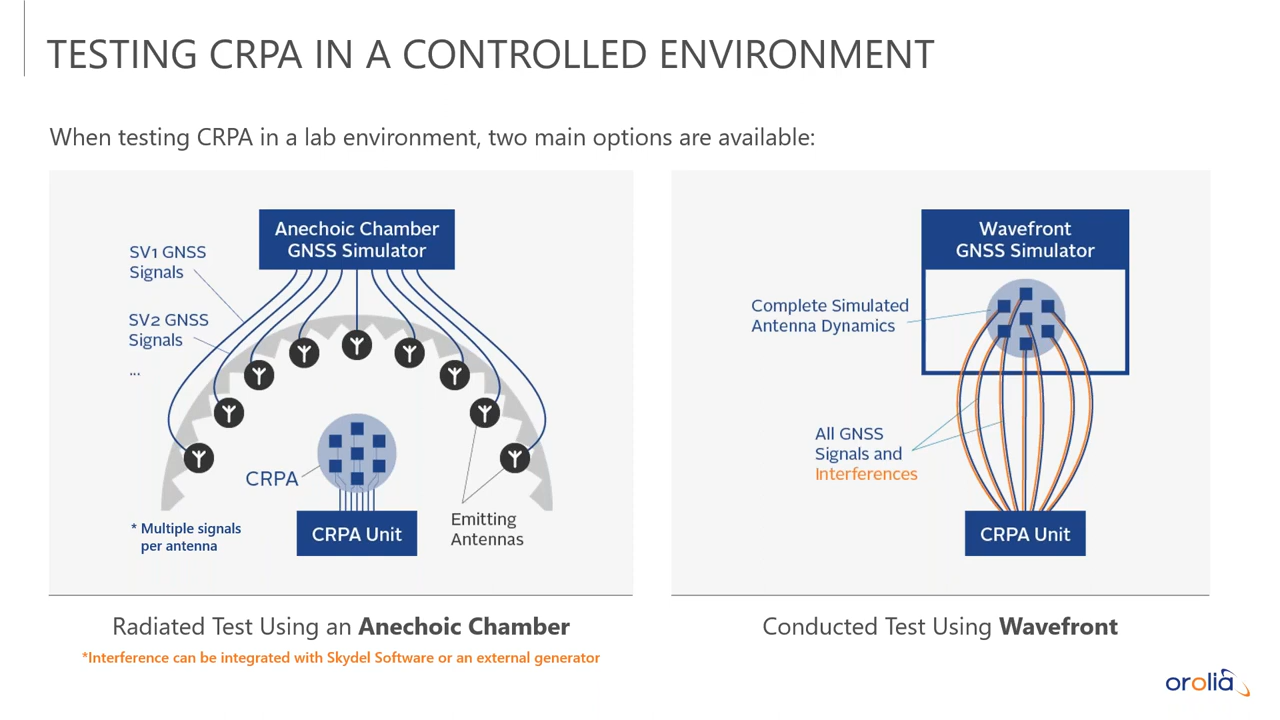 TESTING CRPA IN A CONTROLLED ENVIRONMENT
When testing CRPA in a lab environment, two main options are available:
Anechoic Chamber
GNSS Simulator
SV1 GNSS
Signals
SV2 GNSS
Signals
...
CRPA
* Multiple signals
per antenna
CRPA Unit
Emitting
Antennas
Radiated Test Using an Anechoic Chamber
*Interference can be integrated with Skydel Software or an external generator
Wavefront
GNSS Simulator
Complete Simulated
Antenna Dynamics
All GNSS
Signals and
Interferences
CRPA Unit
Conducted Test Using Wavefront
orolia